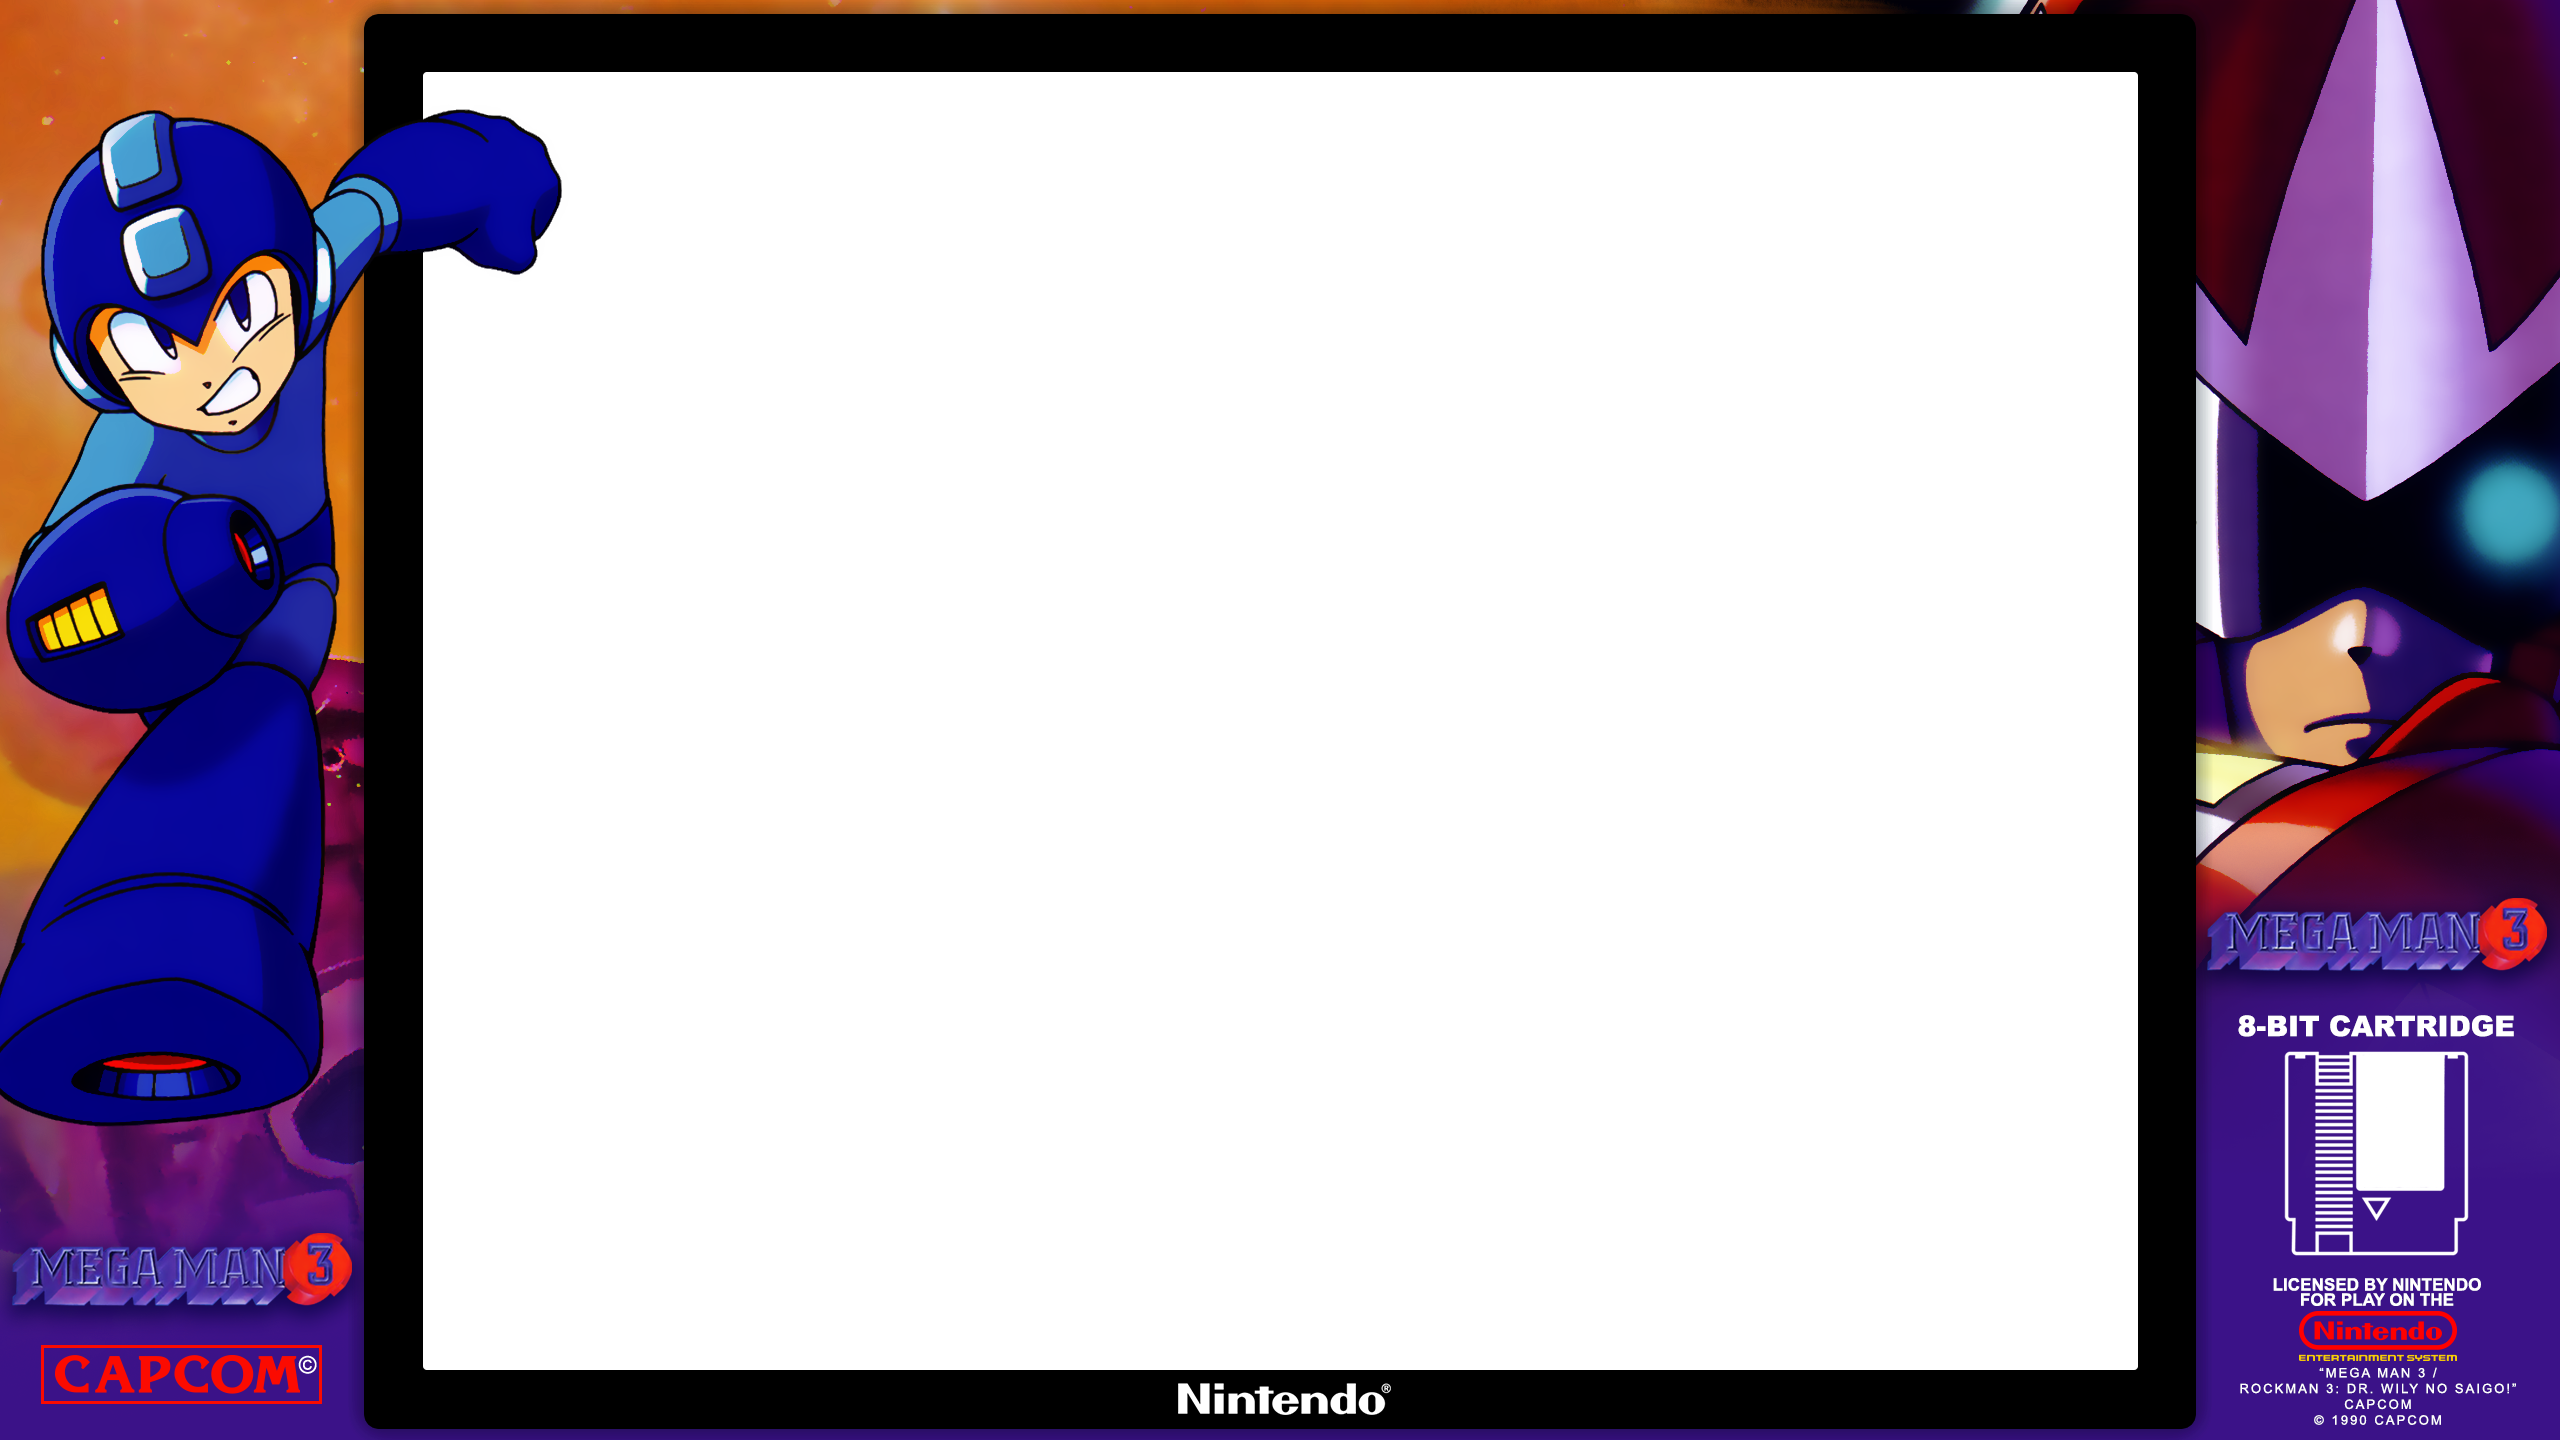 MEGA MAN 3
CAPCOM©
Nintendo®
MEGA MAN 3
8-BIT CARTRIDGE
LICENSED BY NINTENDO
FOR PLAY ON THE
Nintendo
ENTERTAINMENT SYSTEM
“MEGA MAN 3 /
ROCKMAN 3: DR. WILY NO SAIGO!”
CAPCOM
© 1990 CAPCOM